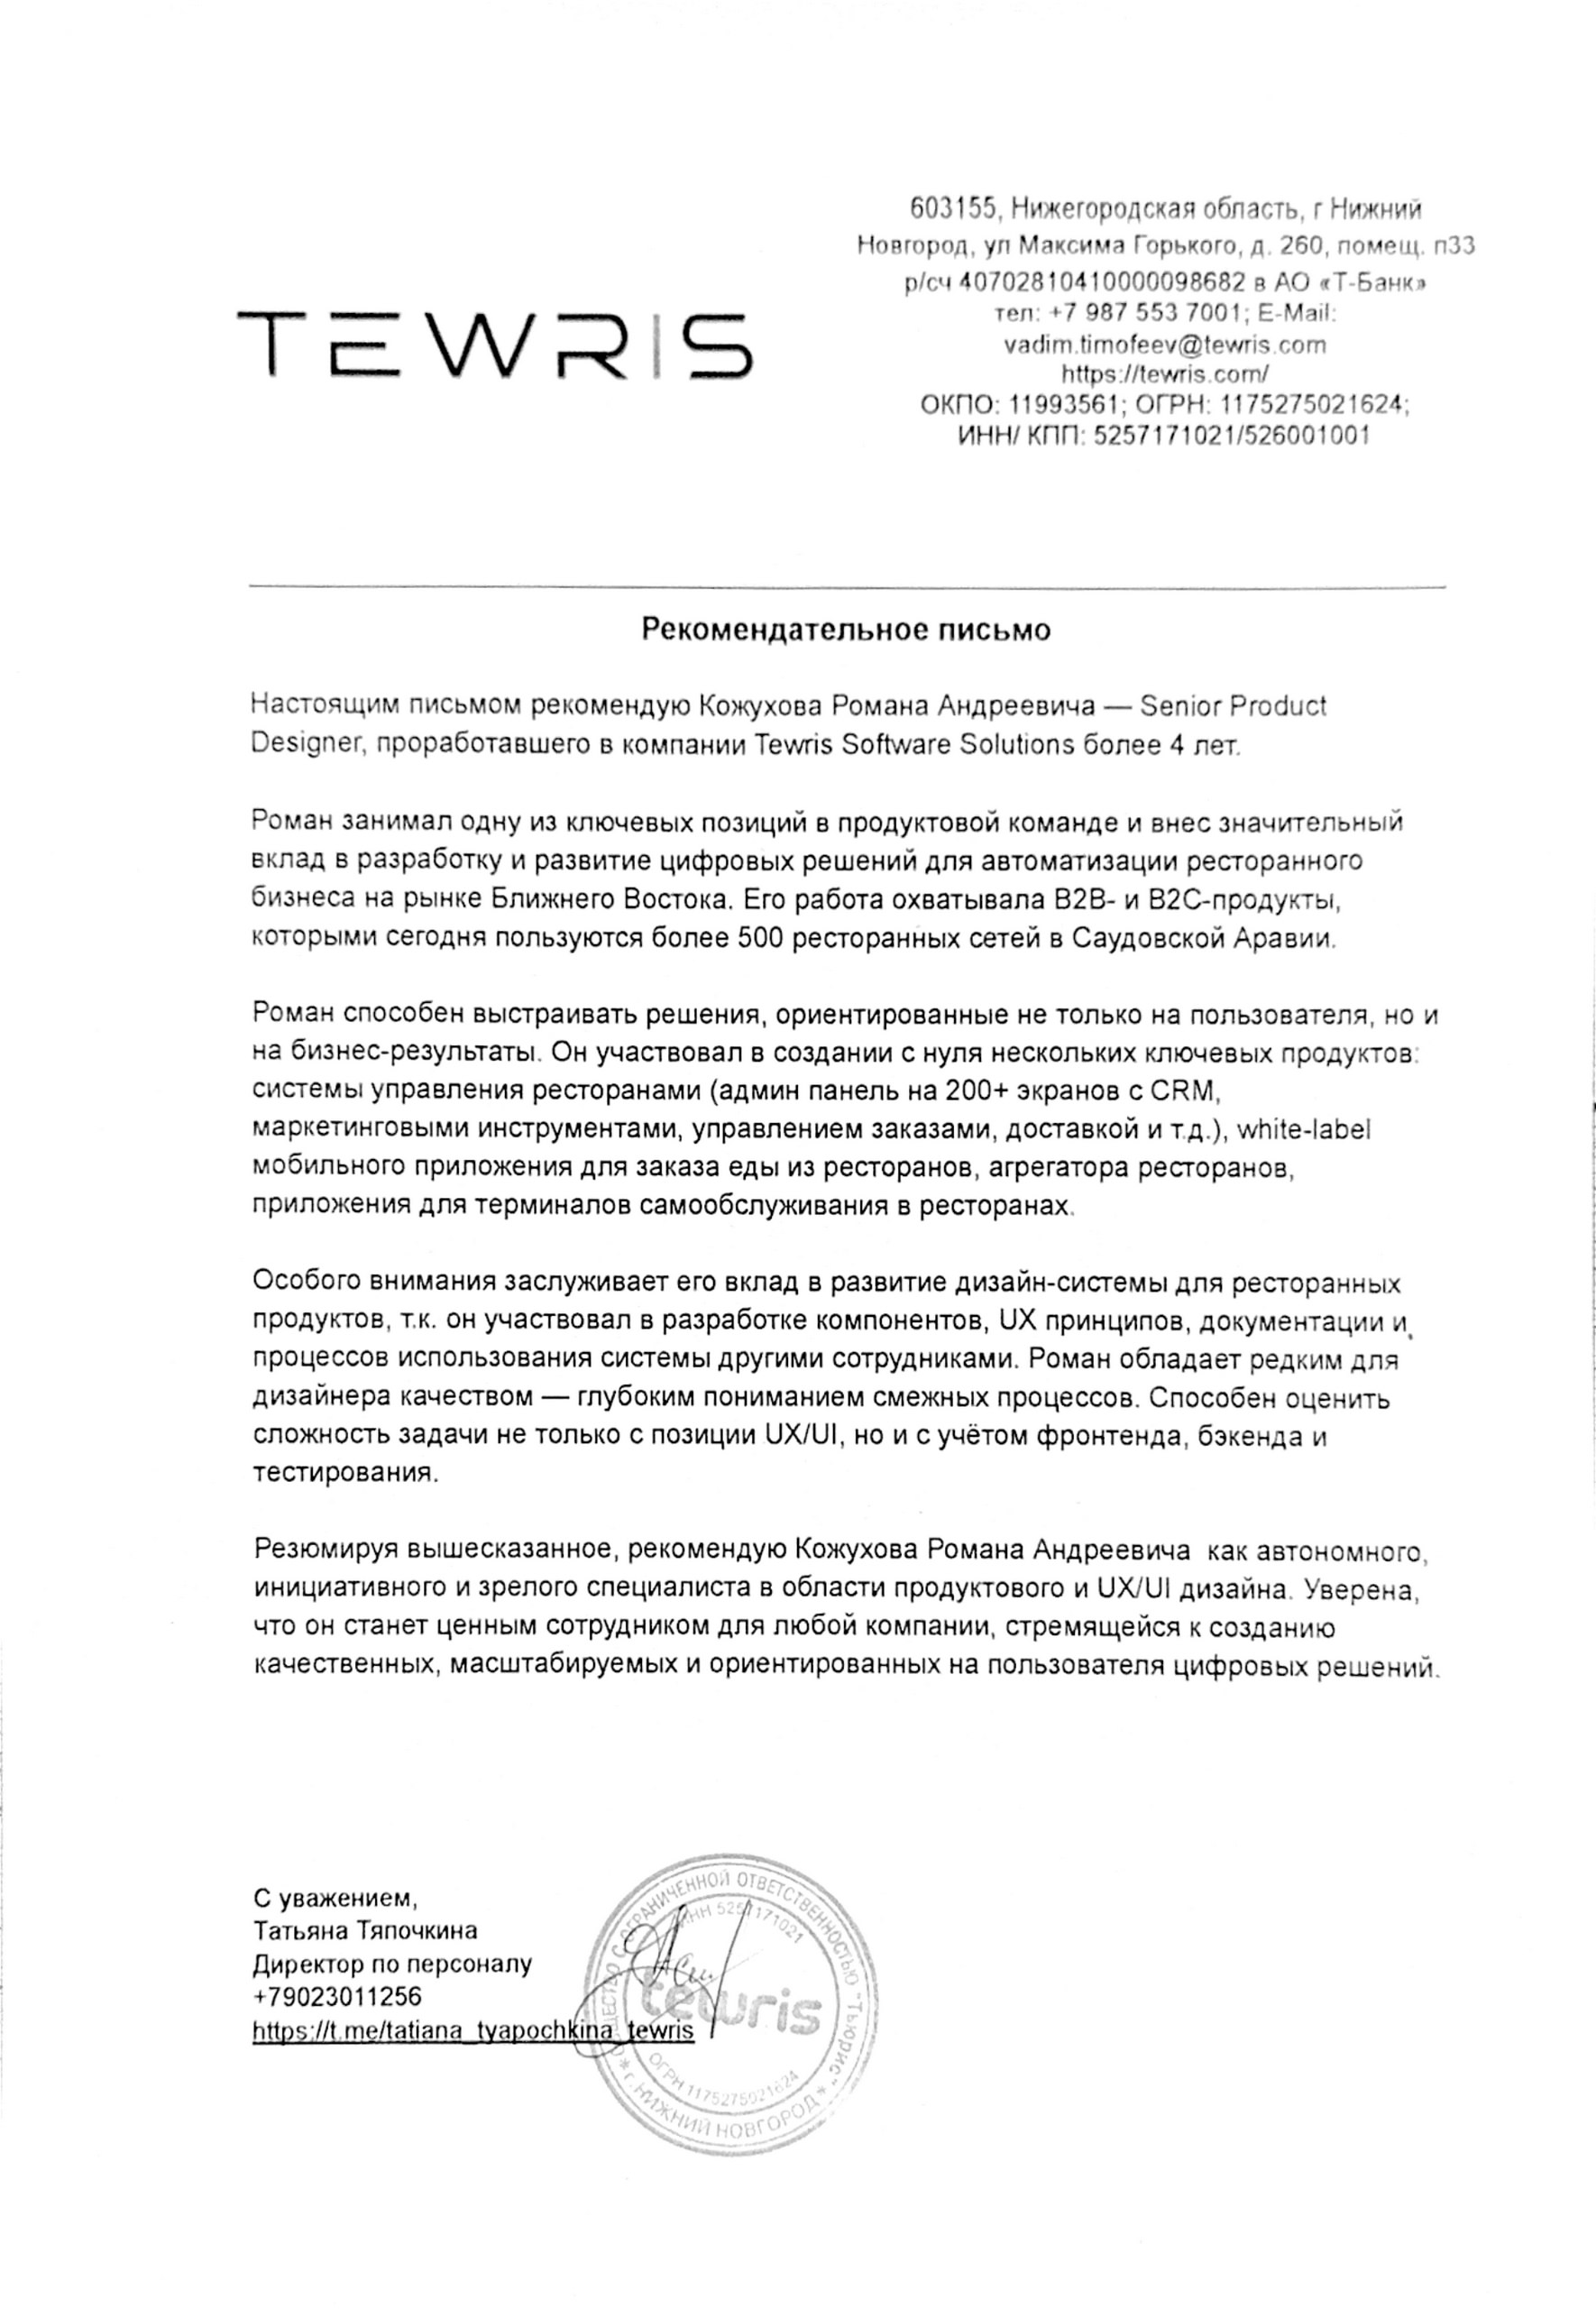 TEWRIS
603155, Нижегородская область, г Нижний
Новгород, ул Максима Горького, д. 260, помещ. п33
р/сч 40702810410000098682 в АО «Т-Банк»
тел: +7 987 553 7001; E-Mail:
vadim.timofeev@tewris.com
https://tewris.com/
ОКПО: 11993561; ОГРН: 1175275021624;
ИНН/ КПП: 5257171021/526001001
Рекомендательное письмо
Настоящим письмом рекомендую Кожухова Романа Андреевича — Senior Product
Designer, проработавшего в компании Tewris Software Solutions более 4 лет.
Роман занимал одну из ключевых позиций в продуктовой команде и внес значительный
вклад в разработку и развитие цифровых решений для автоматизации ресторанного
бизнеса на рынке Ближнего Востока. Его работа охватывала B2B- и B2C-продукты,
которыми сегодня пользуются более 500 ресторанных сетей в Саудовской Аравии.
Роман способен выстраивать решения, ориентированные не только на пользователя, но и
на бизнес-результаты. Он участвовал в создании с нуля нескольких ключевых продуктов:
системы управления ресторанами (админ панель на 200+ экранов с CRM,
маркетинговыми инструментами, управлением заказами, доставкой и т.д.), white-label
мобильного приложения для заказа еды из ресторанов, агрегатора ресторанов,
приложения для терминалов самообслуживания в ресторанах.
Особого внимания заслуживает его вклад в развитие дизайн-системы для ресторанных
продуктов, т.к. он участвовал в разработке компонентов, UX принципов, документации и
процессов использования системы другими сотрудниками. Роман обладает редким для
дизайнера качеством — глубоким пониманием смежных процессов. Способен оценить
сложность задачи не только с позиции UX/UI, но и с учётом фронтенда, бэкенда и
тестирования.
Резюмируя вышесказанное, рекомендую Кожухова Романа Андреевича как автономного,
инициативного и зрелого специалиста в области продуктового и UX/UI дизайна. Уверена,
что он станет ценным сотрудником для любой компании, стремящейся к созданию
качественных, масштабируемых и ориентированных на пользователя цифровых решений.
С уважением,
Татьяна Тяпочкина
Директор по персоналу
+79023011256
https://t.me/tatiana_tyapochkina_tewris
ОБЩЕСТВО С ОГРАНИЧЕННОЙ ОТВЕТСТВЕННОСТЬЮ "Тьюрис"
* г. НИЖНИЙ НОВГОРОД *
ИНН 5257171021
tewris
ОГРН 1175275021624